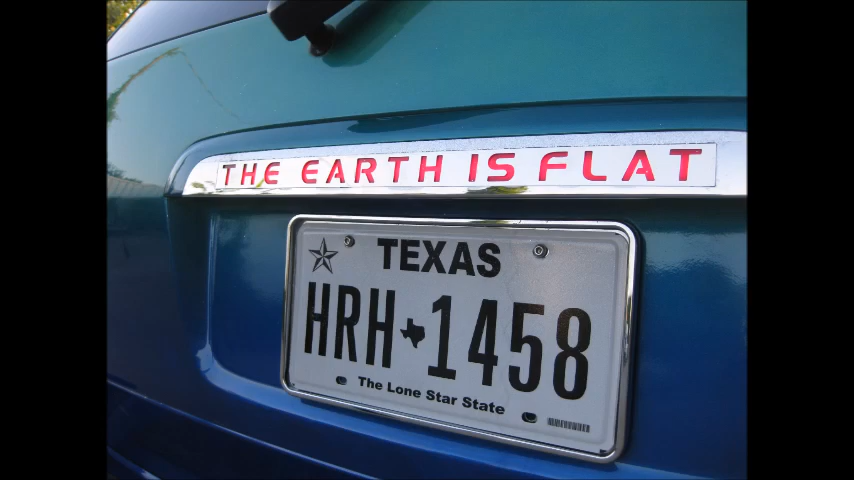 THE EARTH IS FLAT
TEXAS
HRH 1458
The Lone Star State